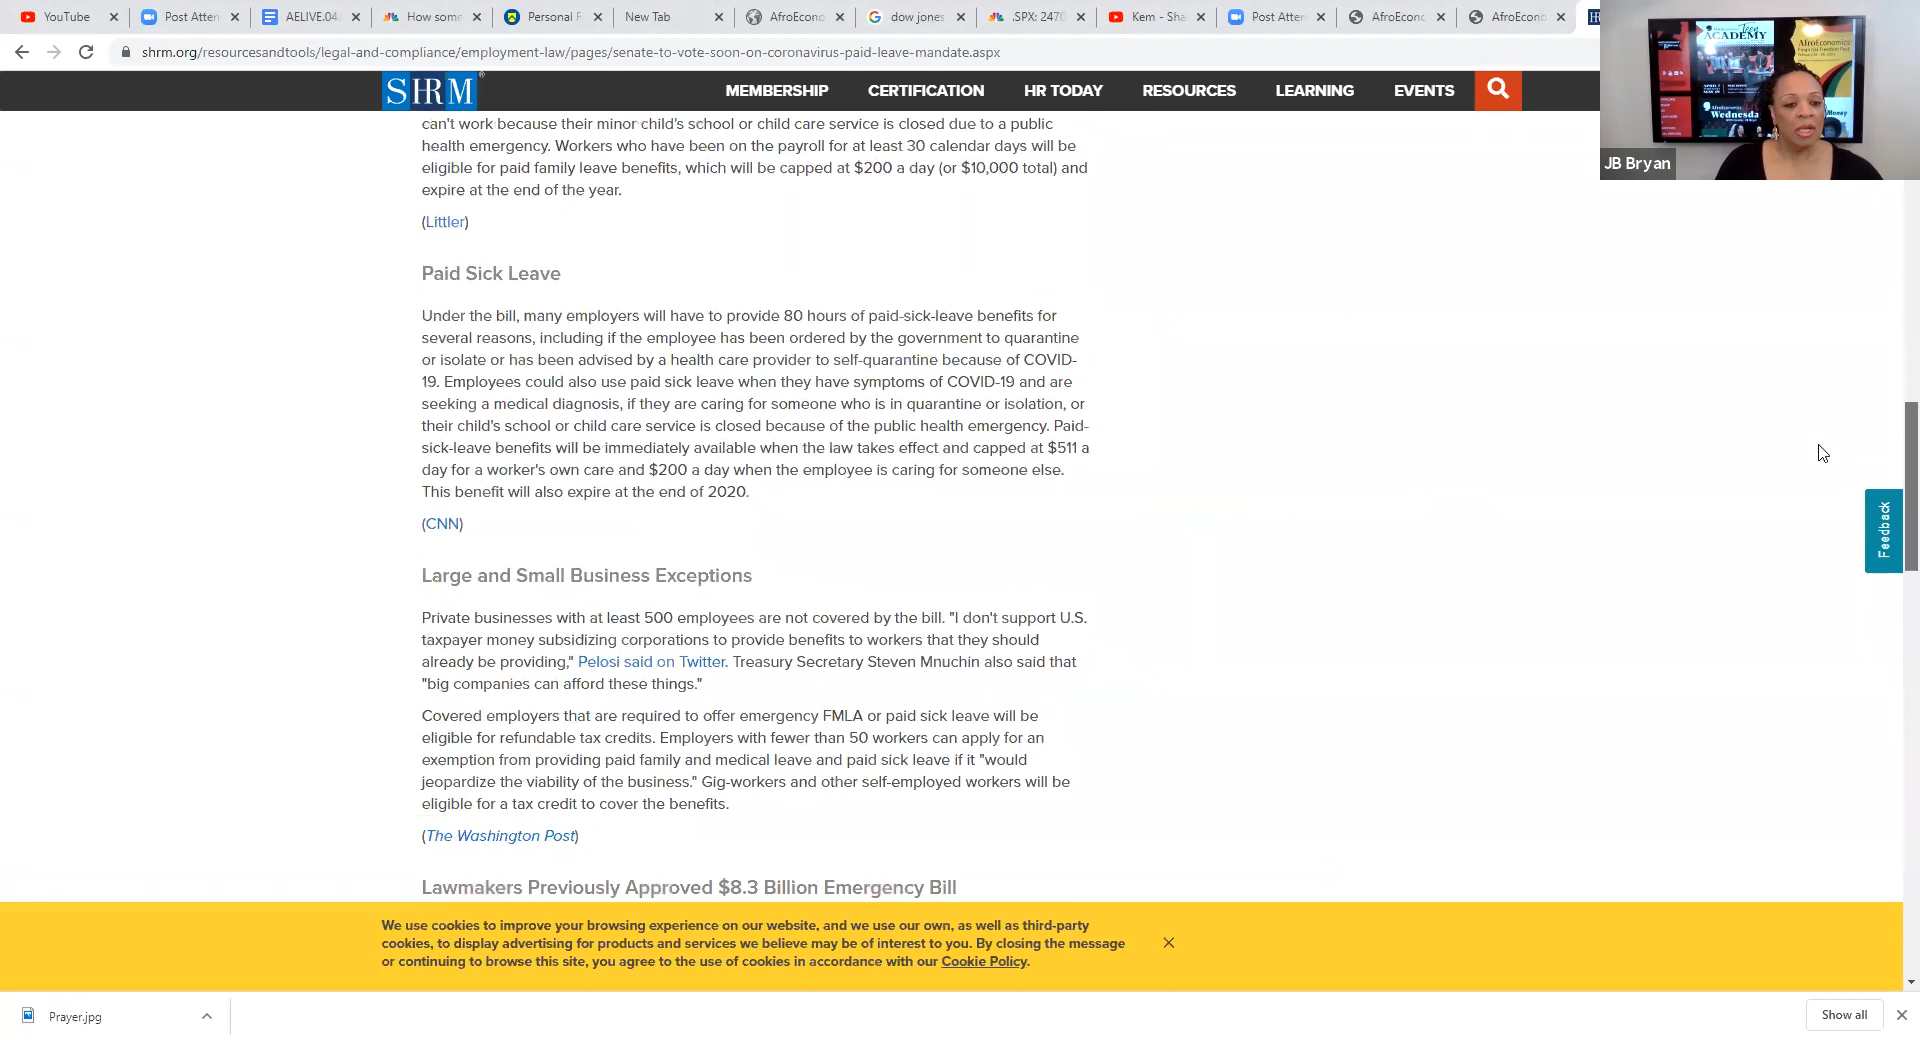 YouTube
Post Atten
AELIVE.04
How some
Personal F
New Tab
AfroEcono
dow jones
.SPX: 2470
Kem - Sha
Post Atten
AfroEcono
AfroEcono
shrm.org/resourcesandtools/legal-and-compliance/employment-law/pages/senate-to-vote-soon-on-coronavirus-paid-leave-mandate.aspx
SHRM
MEMBERSHIP
CERTIFICATION
HR TODAY
RESOURCES
LEARNING
EVENTS
Teen
ACADEMY
AfroEconomics
Financial Freedom Fest
Wednesda
Money
JB Bryan
can't work because their minor child's school or child care service is closed due to a public
health emergency. Workers who have been on the payroll for at least 30 calendar days will be
eligible for paid family leave benefits, which will be capped at $200 a day (or $10,000 total) and
expire at the end of the year.
(Littler)
Paid Sick Leave
Under the bill, many employers will have to provide 80 hours of paid-sick-leave benefits for
several reasons, including if the employee has been ordered by the government to quarantine
or isolate or has been advised by a health care provider to self-quarantine because of COVID-
19. Employees could also use paid sick leave when they have symptoms of COVID-19 and are
seeking a medical diagnosis, if they are caring for someone who is in quarantine or isolation, or
their child's school or child care service is closed because of the public health emergency. Paid-
sick-leave benefits will be immediately available when the law takes effect and capped at $511 a
day for a worker's own care and $200 a day when the employee is caring for someone else.
This benefit will also expire at the end of 2020.
(CNN)
Feedback
Large and Small Business Exceptions
Private businesses with at least 500 employees are not covered by the bill. "I don't support U.S.
taxpayer money subsidizing corporations to provide benefits to workers that they should
already be providing," Pelosi said on Twitter. Treasury Secretary Steven Mnuchin also said that
"big companies can afford these things."
Covered employers that are required to offer emergency FMLA or paid sick leave will be
eligible for refundable tax credits. Employers with fewer than 50 workers can apply for an
exemption from providing paid family and medical leave and paid sick leave if it "would
jeopardize the viability of the business." Gig-workers and other self-employed workers will be
eligible for a tax credit to cover the benefits.
(The Washington Post)
Lawmakers Previously Approved $8.3 Billion Emergency Bill
We use cookies to improve your browsing experience on our website, and we use our own, as well as third-party
cookies, to display advertising for products and services we believe may be of interest to you. By closing the message
or continuing to browse this site, you agree to the use of cookies in accordance with our Cookie Policy.
Prayer.jpg
Show all